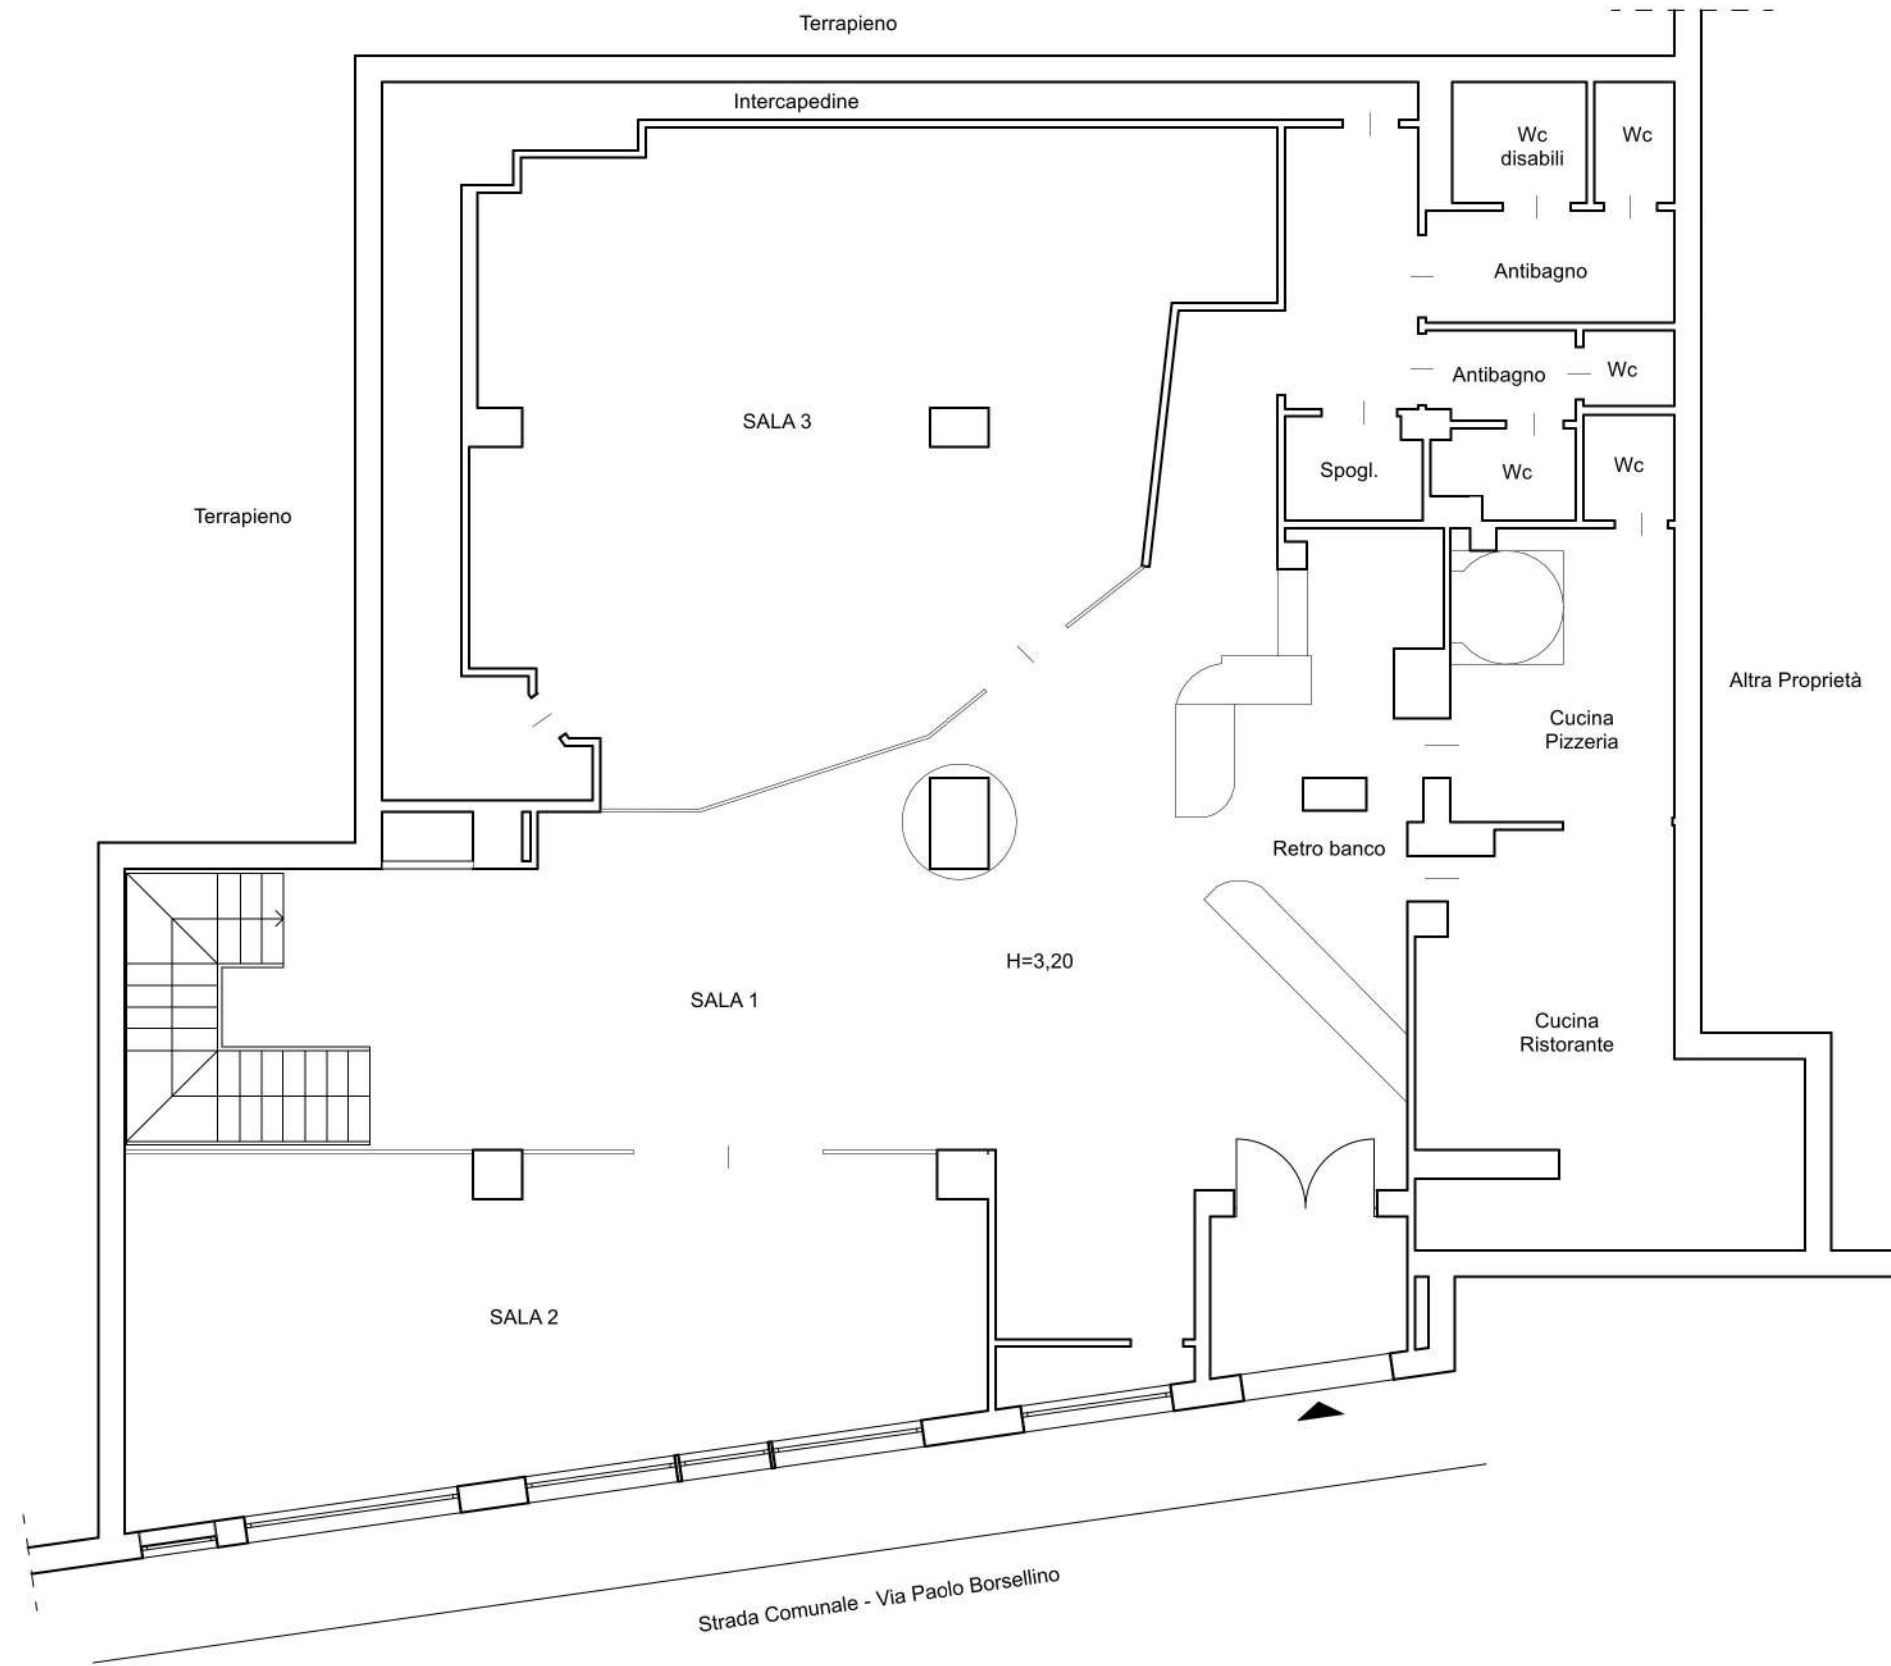 Terrapieno
Intercapedine
Wc
disabili
Wc
Antibagno
Antibagno
Wc
SALA 3
Spogl.
Wc
Wc
Terrapieno
Altra Proprietà
Cucina
Pizzeria
Retro banco
H=3,20
SALA 1
Cucina
Ristorante
SALA 2
Strada Comunale - Via Paolo Borsellino